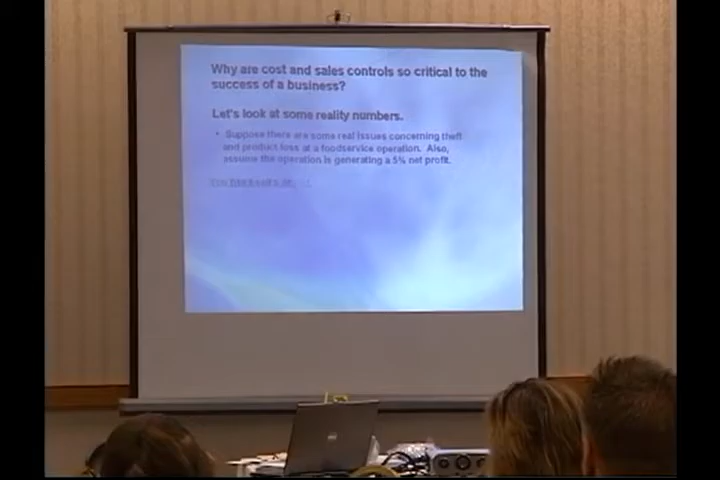 Why are cost and sales controls so critical to the
success of a business?
Let's look at some reality numbers.
• Suppose there are some real issues concerning theft
and product loss at a foodservice operation. Also,
assume the operation is generating a 5% net profit.